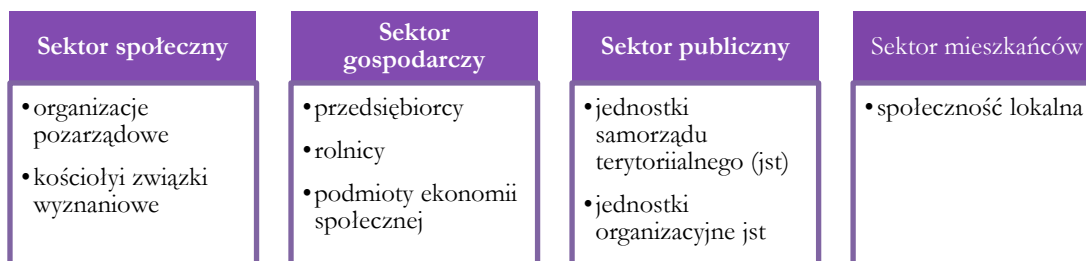 Sektor społeczny
• organizacje
pozarządowe
• kościołyi związki
wyznaniowe
Sektor
gospodarczy
• przedsiębiorcy
• rolnicy
• podmioty ekonomii
społecznej
Sektor publiczny
• jednostki
samorządu
terytoriialnego (jst)
• jednostki
organizacyjne jst
Sektor mieszkańców
• społeczność lokalna